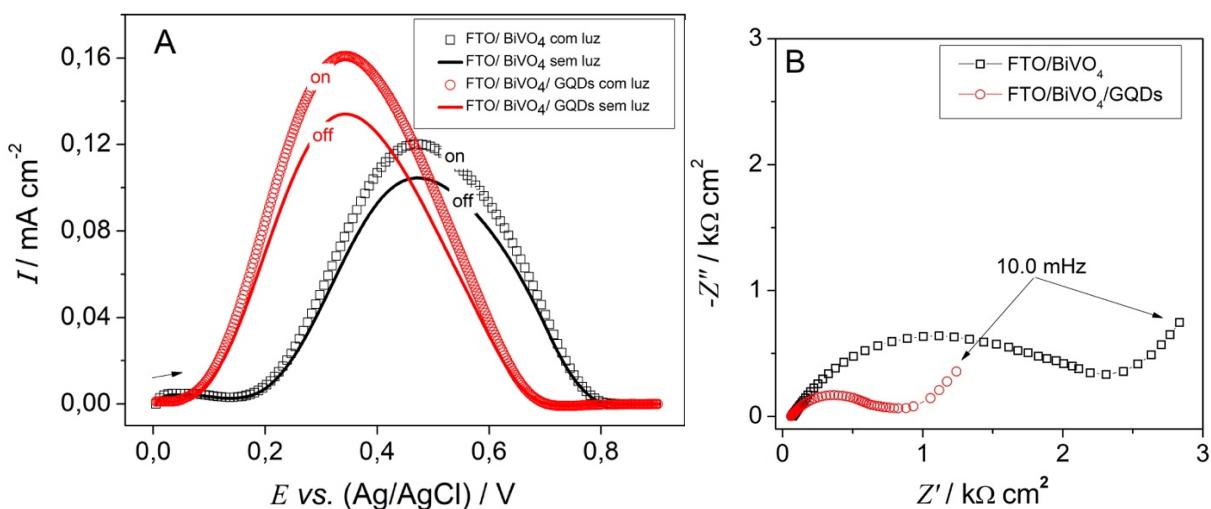 A
FTO/ BiVO₄ com luz
FTO/ BiVO₄ sem luz
FTO/ BiVO₄/ GQDs com luz
FTO/ BiVO₄/ GQDs sem luz
on
off
on
off
0,16
0,12
0,08
0,04
0,00
I / mA cm⁻²
0,0 0,2 0,4 0,6 0,8
E vs. (Ag/AgCl) / V
B
FTO/BiVO₄
FTO/BiVO₄/GQDs
10.0 mHz
3
2
1
0
-Z″ / kΩ cm²
0 1 2 3
Z′ / kΩ cm²